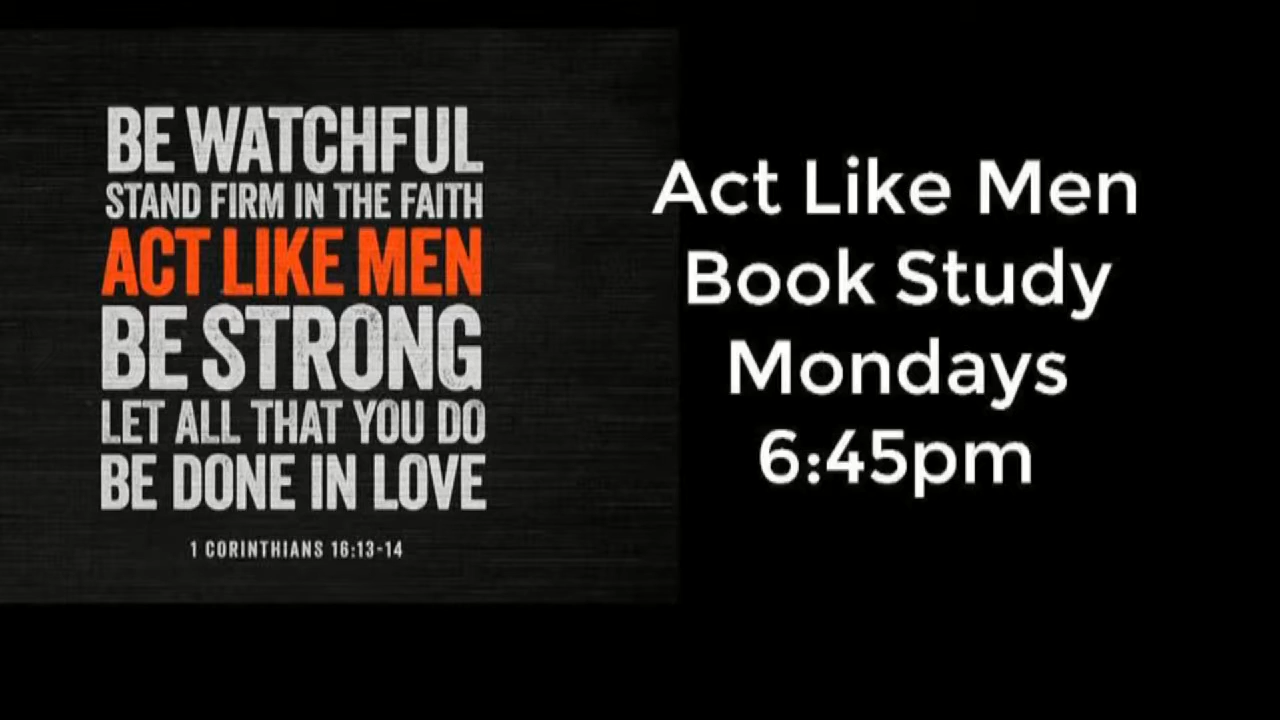 BE WATCHFUL
STAND FIRM IN THE FAITH
ACT LIKE MEN
BE STRONG
LET ALL THAT YOU DO
BE DONE IN LOVE
1 CORINTHIANS 16:13-14
Act Like Men
Book Study
Mondays
6:45pm